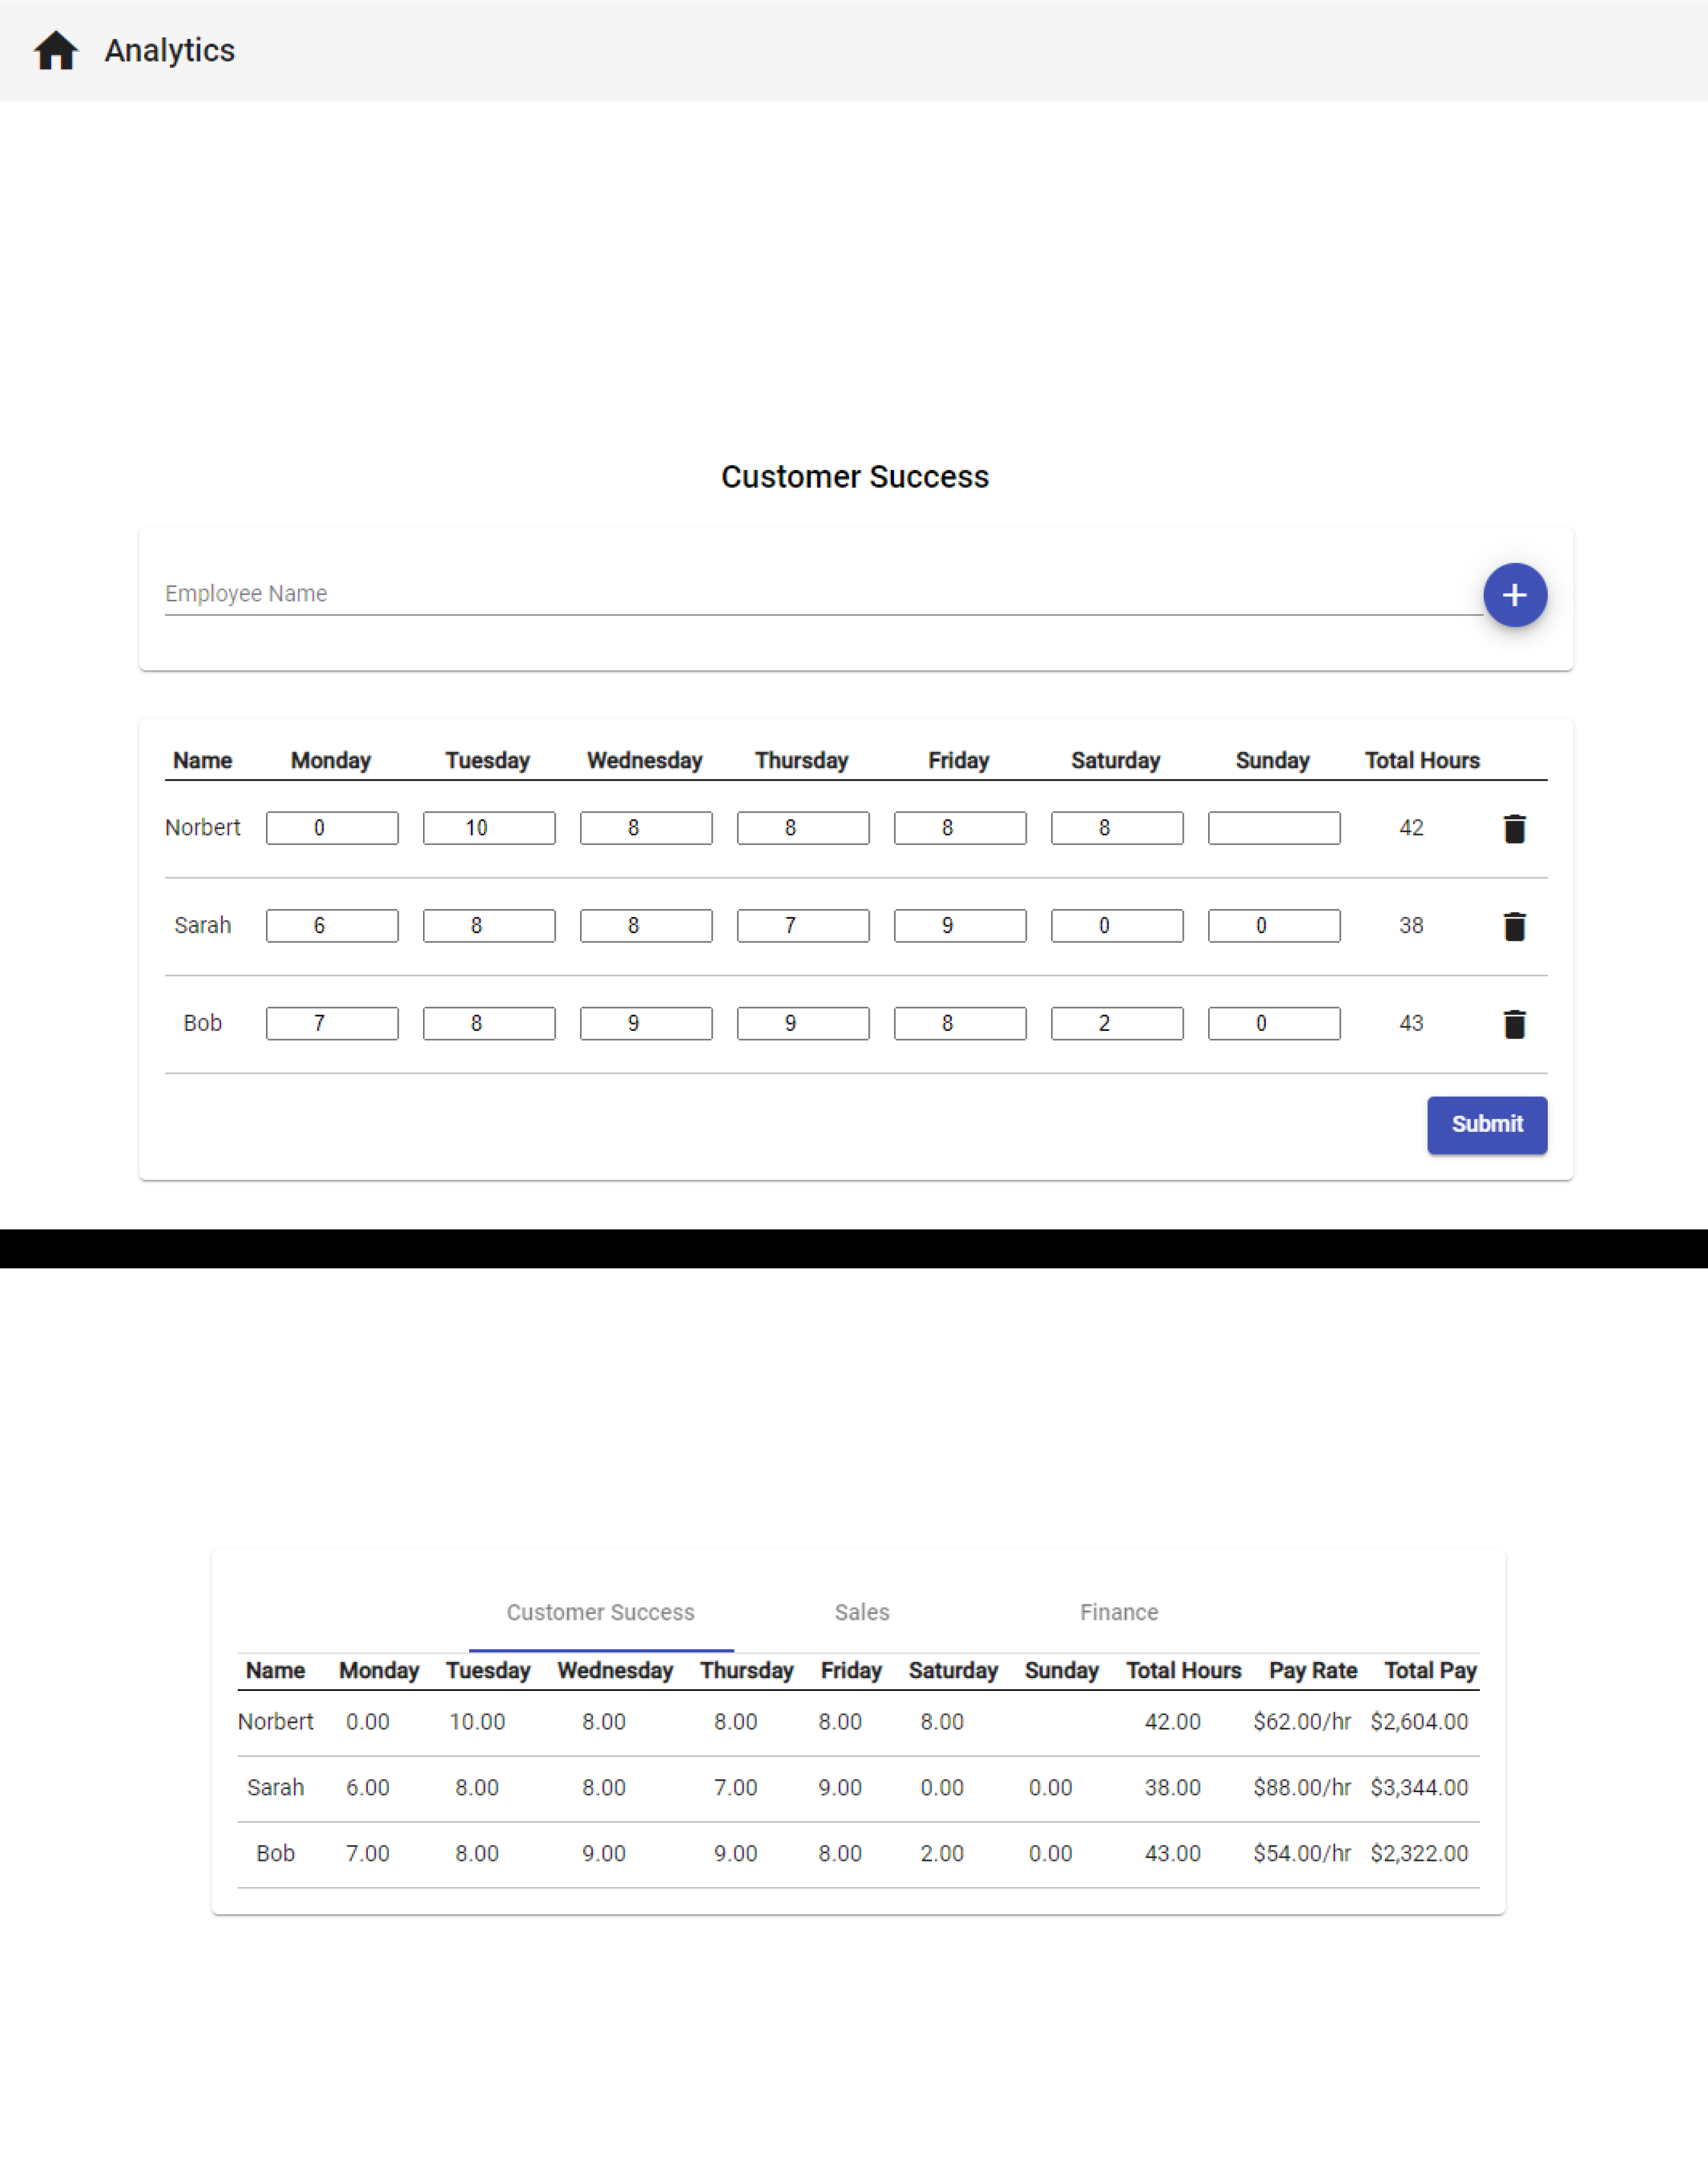 Analytics
Customer Success
Employee Name
Name Monday Tuesday Wednesday Thursday Friday Saturday Sunday Total Hours
Norbert 0 10 8 8 8 8 42
Sarah 6 8 8 7 9 0 0 38
Bob 7 8 9 9 8 2 0 43
Submit
Customer Success Sales Finance
Name Monday Tuesday Wednesday Thursday Friday Saturday Sunday Total Hours Pay Rate Total Pay
Norbert 0.00 10.00 8.00 8.00 8.00 8.00 42.00 $62.00/hr $2,604.00
Sarah 6.00 8.00 8.00 7.00 9.00 0.00 0.00 38.00 $88.00/hr $3,344.00
Bob 7.00 8.00 9.00 9.00 8.00 2.00 0.00 43.00 $54.00/hr $2,322.00